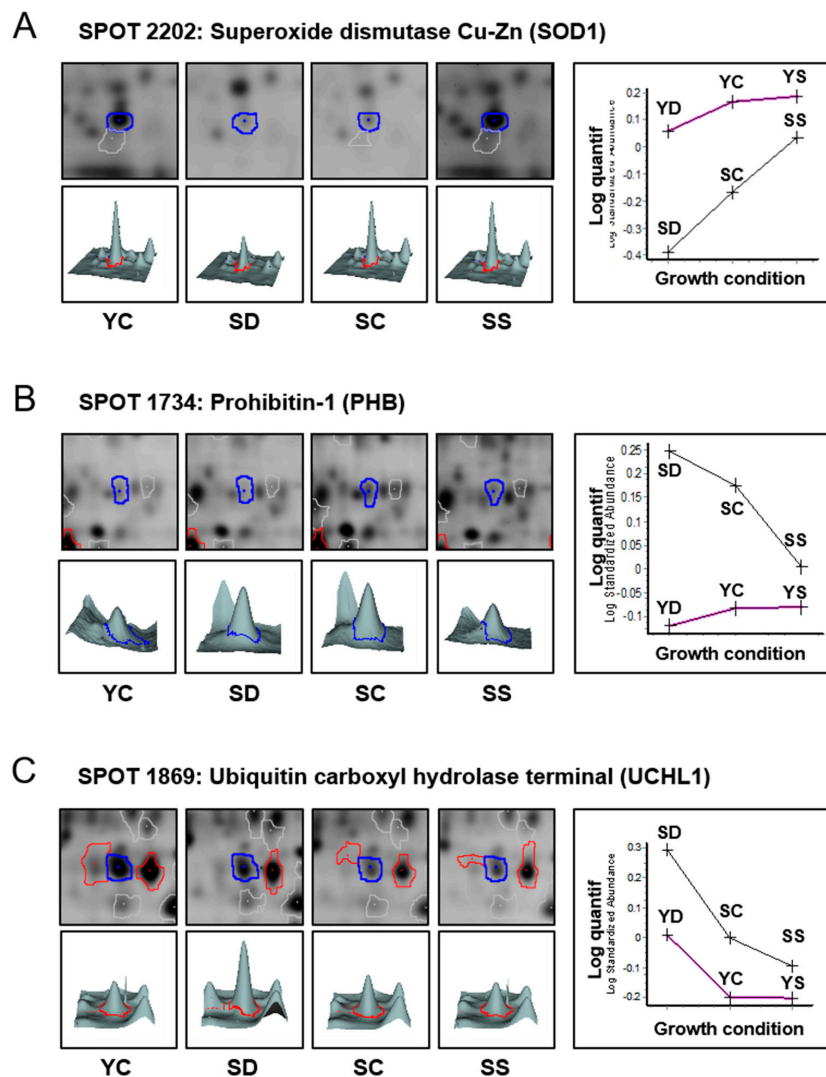 A
SPOT 2202: Superoxide dismutase Cu-Zn (SOD1)
YC
SD
SC
SS
Log quantif
Log Standardized Abundance
0.2
0.1
0
-0.1
-0.2
-0.3
-0.4
YD
YC
YS
SD
SC
SS
Growth condition
B
SPOT 1734: Prohibitin-1 (PHB)
YC
SD
SC
SS
Log quantif
Log Standardized Abundance
0.25
0.20
0.15
0.1
0.05
0
-0.05
-0.1
SD
SC
SS
YD
YC
YS
Growth condition
C
SPOT 1869: Ubiquitin carboxyl hydrolase terminal (UCHL1)
YC
SD
SC
SS
Log quantif
Log Standardized Abundance
0.3
0.2
0.1
0
-0.1
-0.2
SD
SC
SS
YD
YC
YS
Growth condition